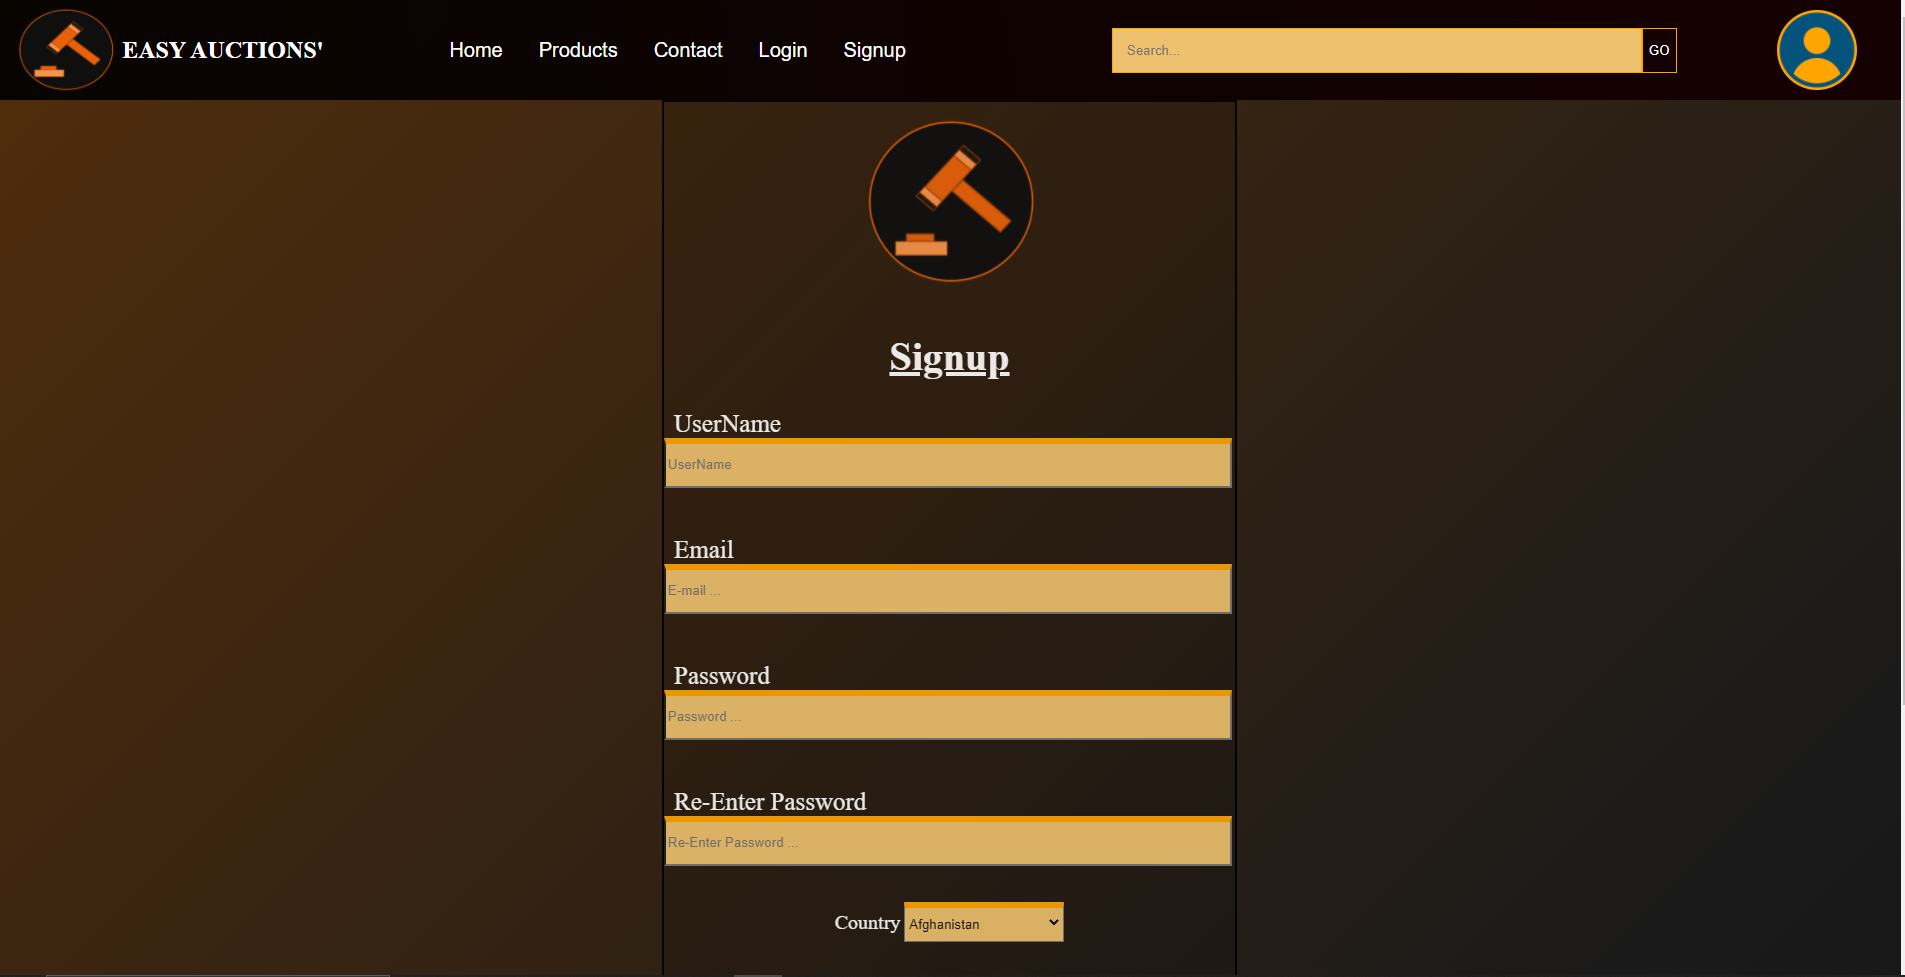 EASY AUCTIONS'
Home Products Contact Login Signup
Search...
GO
Signup
UserName
UserName
Email
E-mail ...
Password
Password ...
Re-Enter Password
Re-Enter Password ...
Country Afghanistan